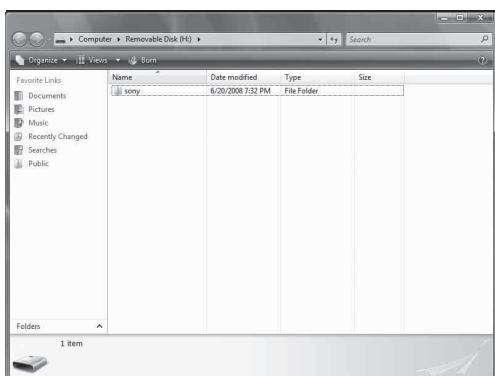 Computer ▸ Removable Disk (H:) ▸ Search
Organize Views Burn
Favorite Links
Documents
Pictures
Music
Recently Changed
Searches
Public
Folders
Name Date modified Type Size
sony 6/20/2008 7:32 PM File Folder
1 item